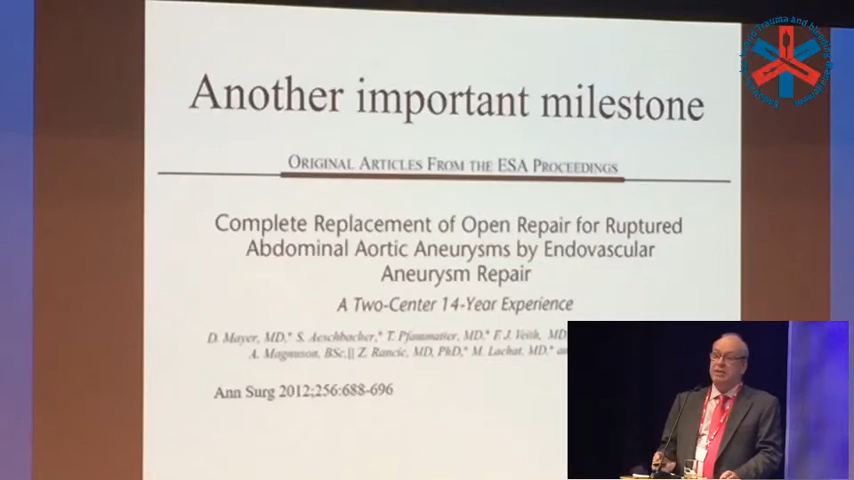 Another important milestone
ORIGINAL ARTICLES FROM THE ESA PROCEEDINGS
Complete Replacement of Open Repair for Ruptured
Abdominal Aortic Aneurysms by Endovascular
Aneurysm Repair
A Two-Center 14-Year Experience
D. Mayer, MD,* S. Aeschbacher,* T. Pfammatter, MD,* F. J. Veith, MD
A. Magnuson, BSc,|| Z. Rancic, MD, PhD,* M. Lachat, MD,*
Ann Surg 2012;256:688-696